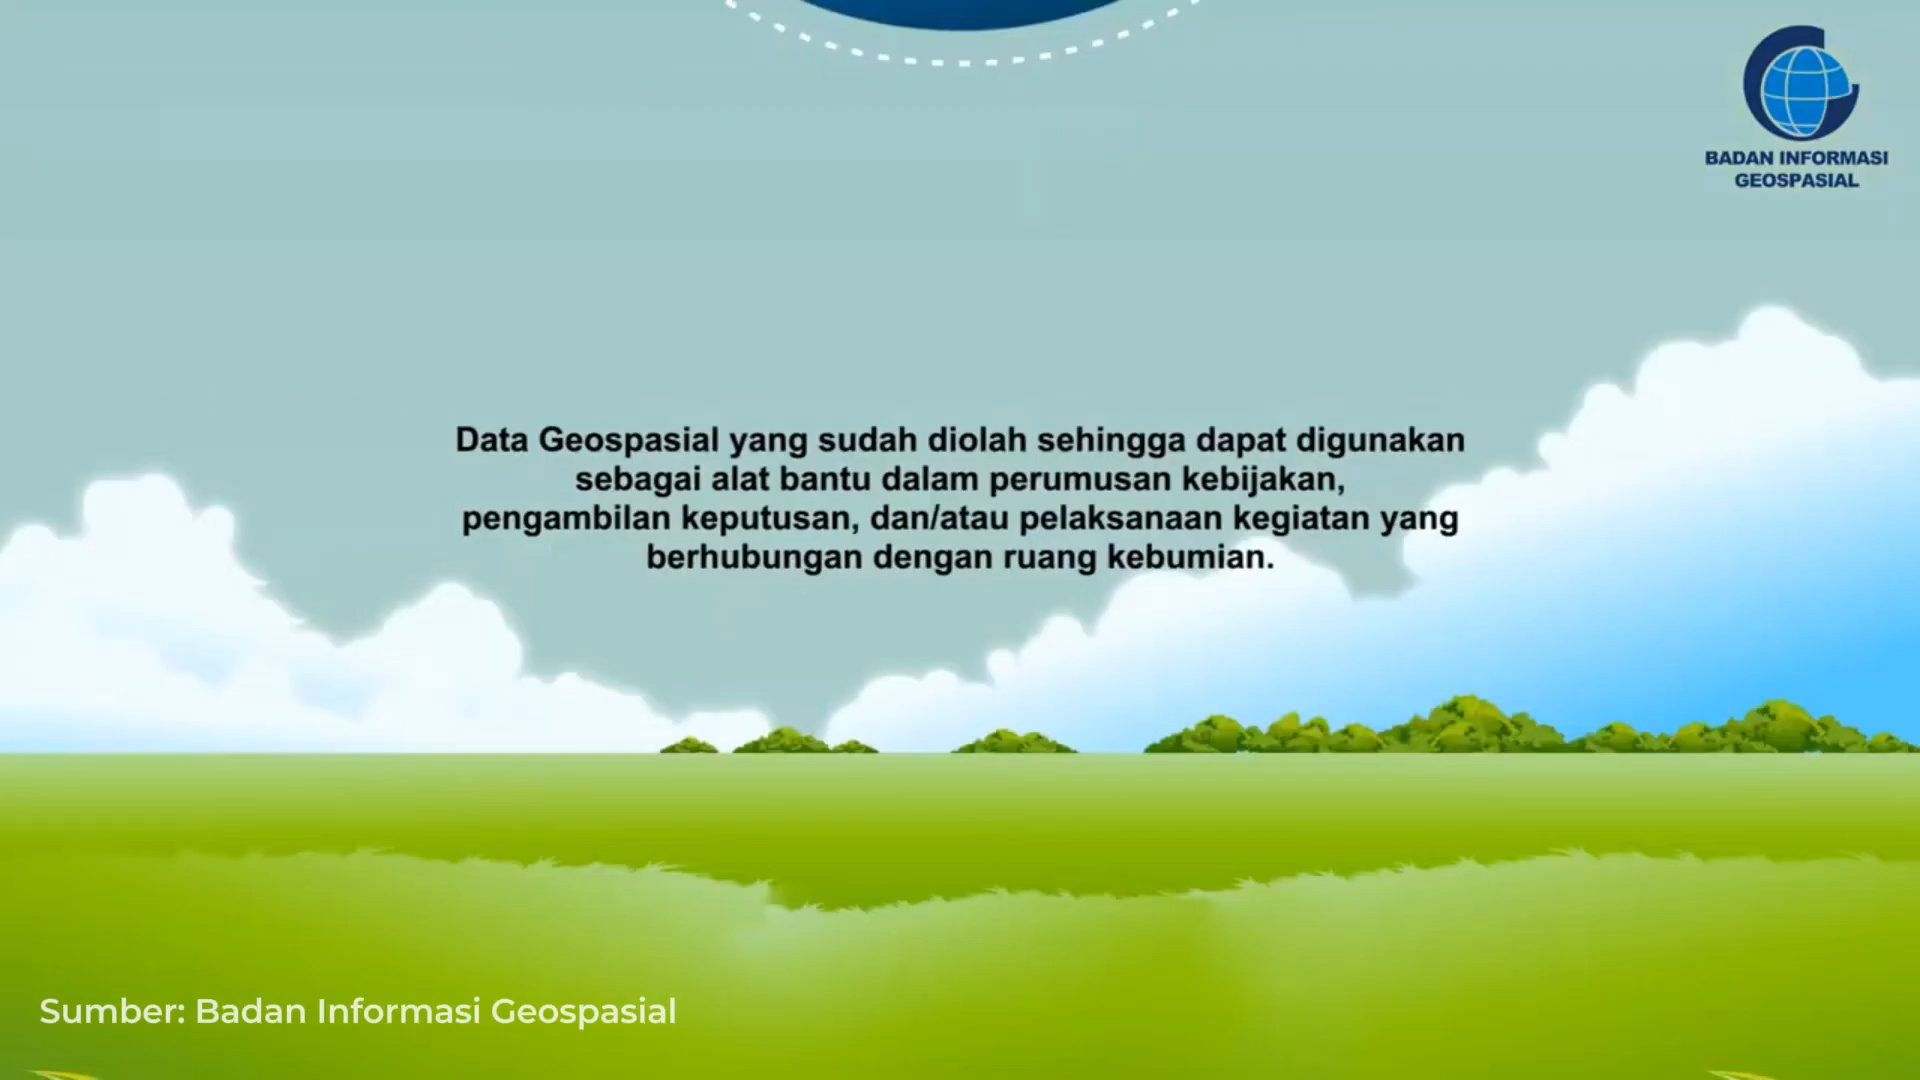 BADAN INFORMASI
GEOSPASIAL
Data Geospasial yang sudah diolah sehingga dapat digunakan
sebagai alat bantu dalam perumusan kebijakan,
pengambilan keputusan, dan/atau pelaksanaan kegiatan yang
berhubungan dengan ruang kebumian.
Sumber: Badan Informasi Geospasial